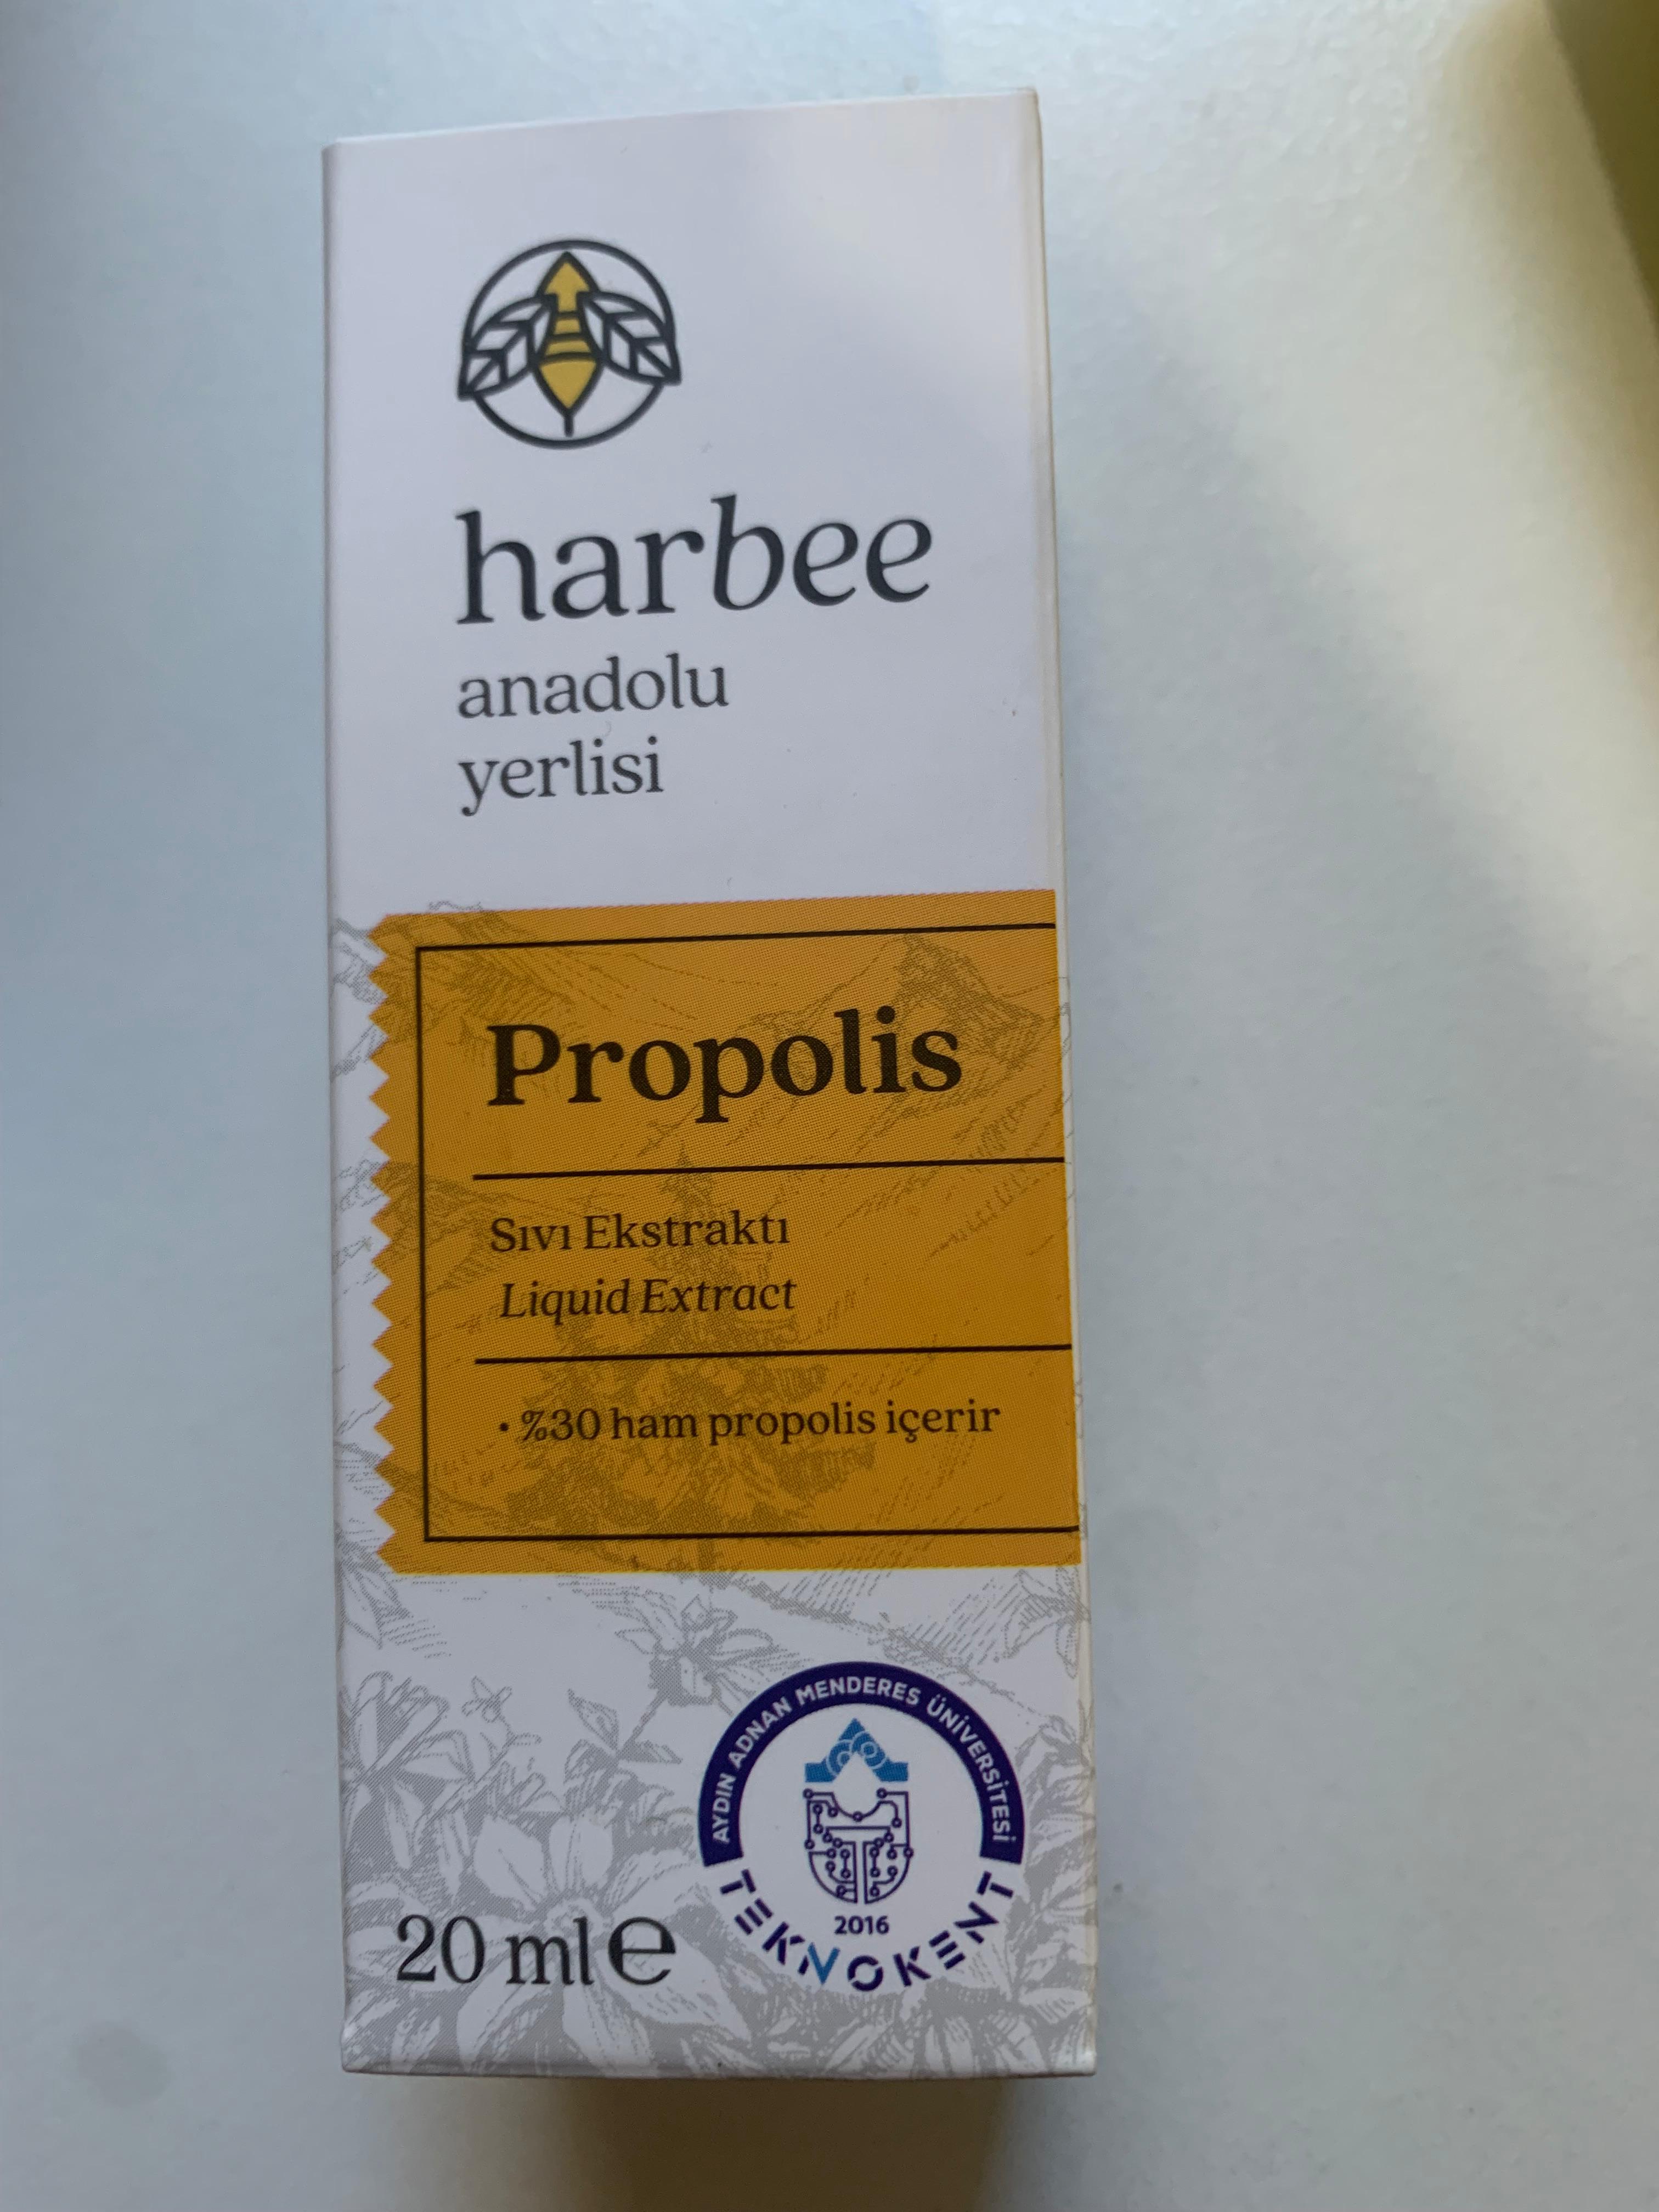 harbee
anadolu
yerlisi
Propolis
Sıvı Ekstraktı
Liquid Extract
• %30 ham propolis içerir
AYDIN ADNAN MENDERES ÜNİVERSİTESİ
2016
TEKNOKENT
20 ml ℮